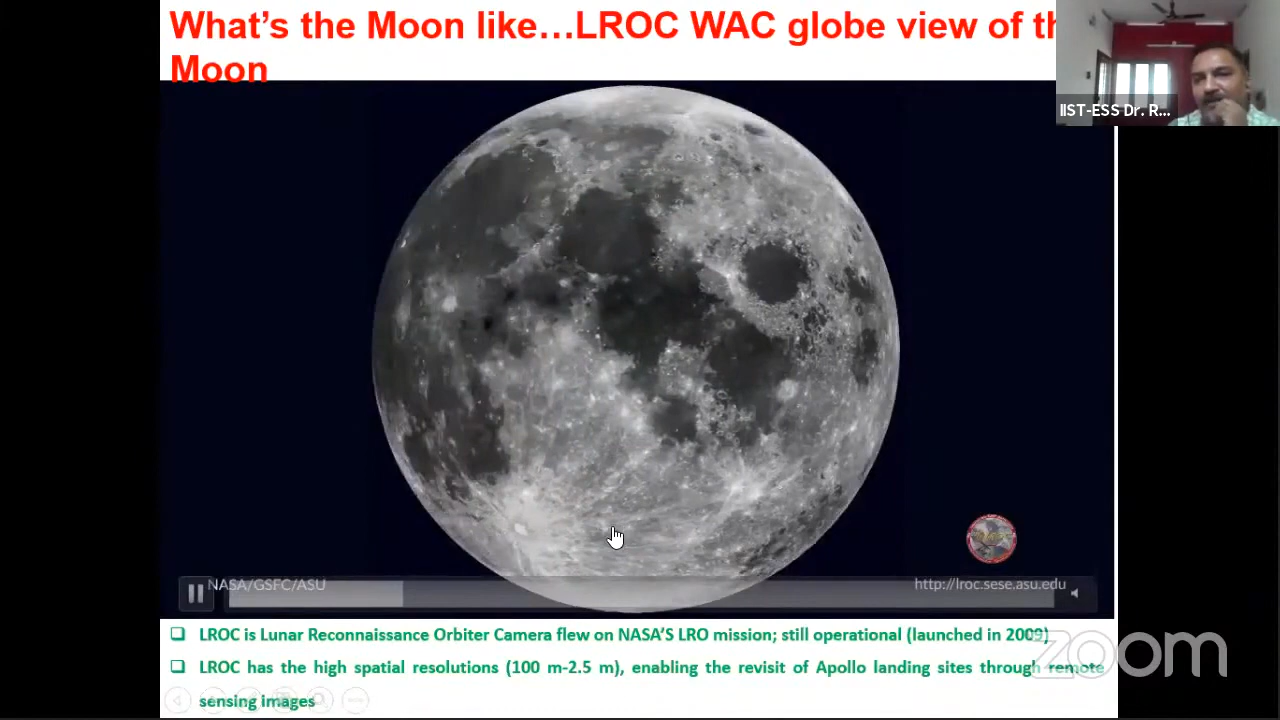 What’s the Moon like…LROC WAC globe view of th
Moon
IIST-ESS Dr. R...
NASA/GSFC/ASU
http://lroc.sese.asu.edu
❑ LROC is Lunar Reconnaissance Orbiter Camera flew on NASA’S LRO mission; still operational (launched in 2009)
❑ LROC has the high spatial resolutions (100 m-2.5 m), enabling the revisit of Apollo landing sites through remote
sensing images
zoom